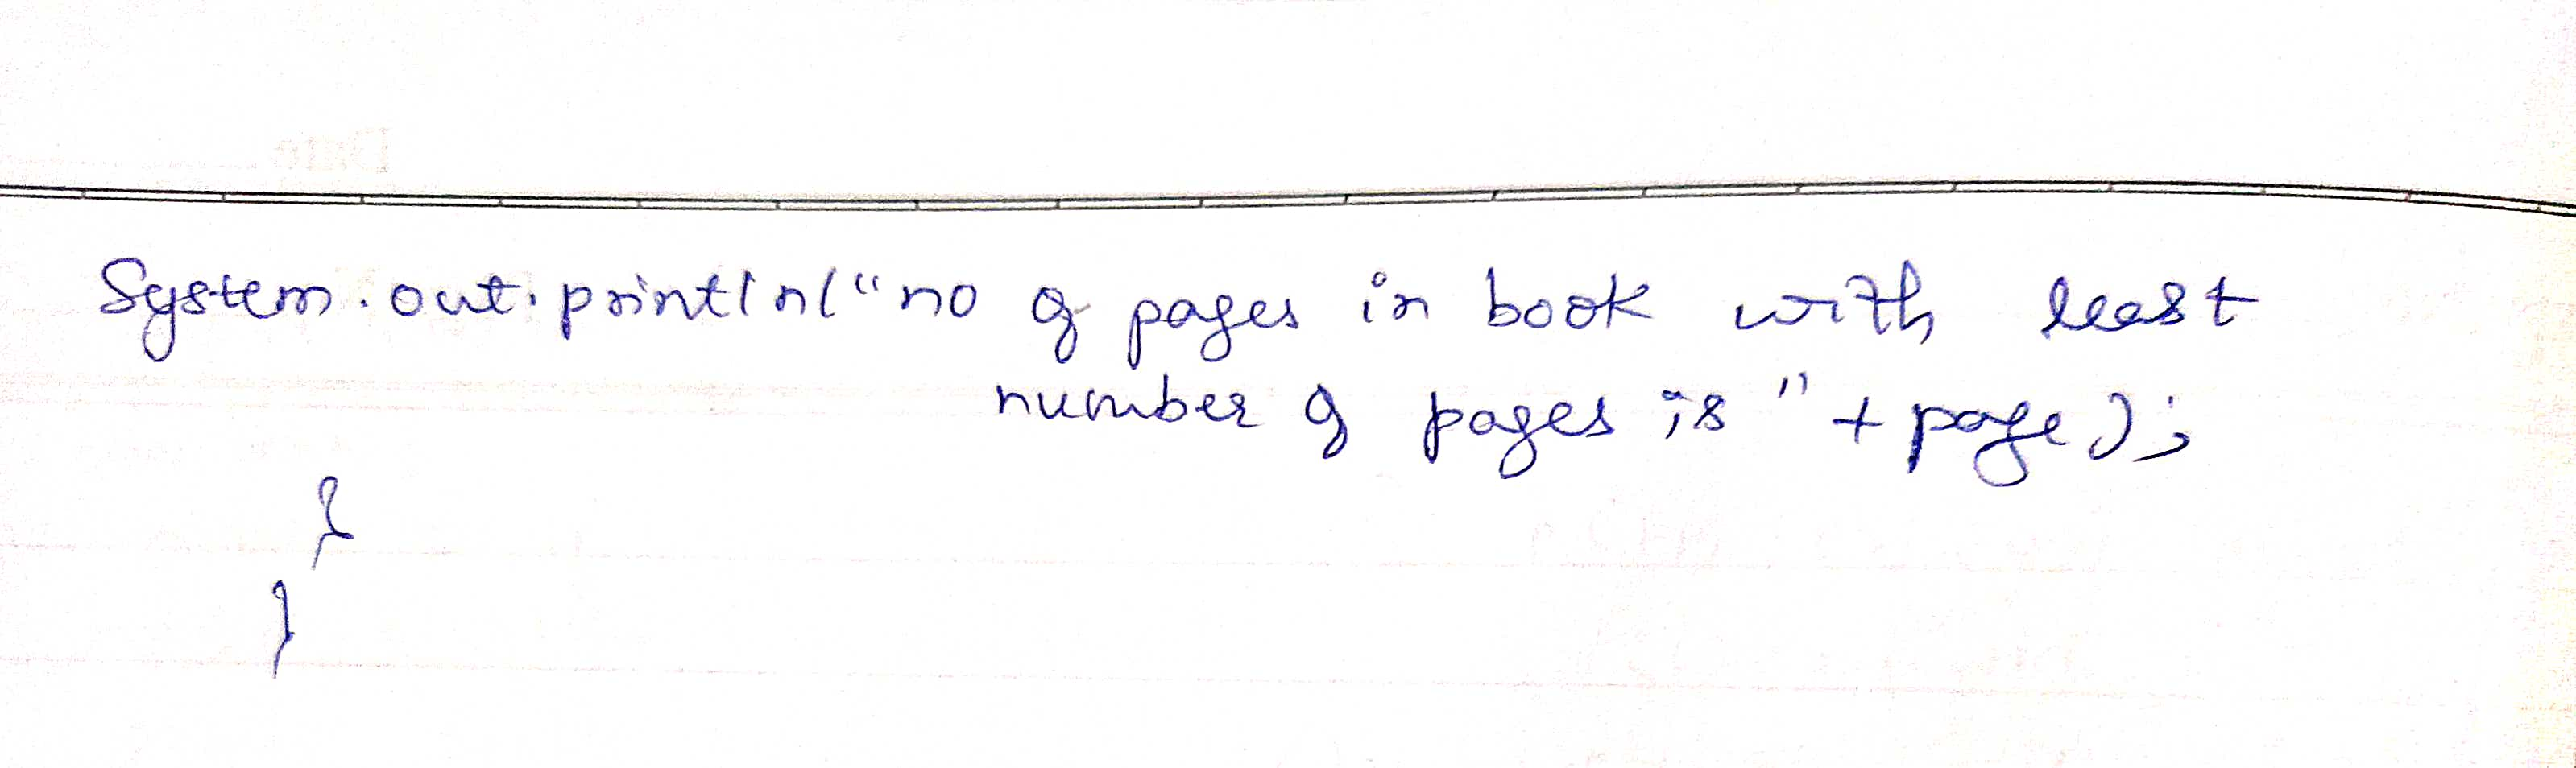 System.out.println("no of pages in book with least
number of pages is " + page);
}
}